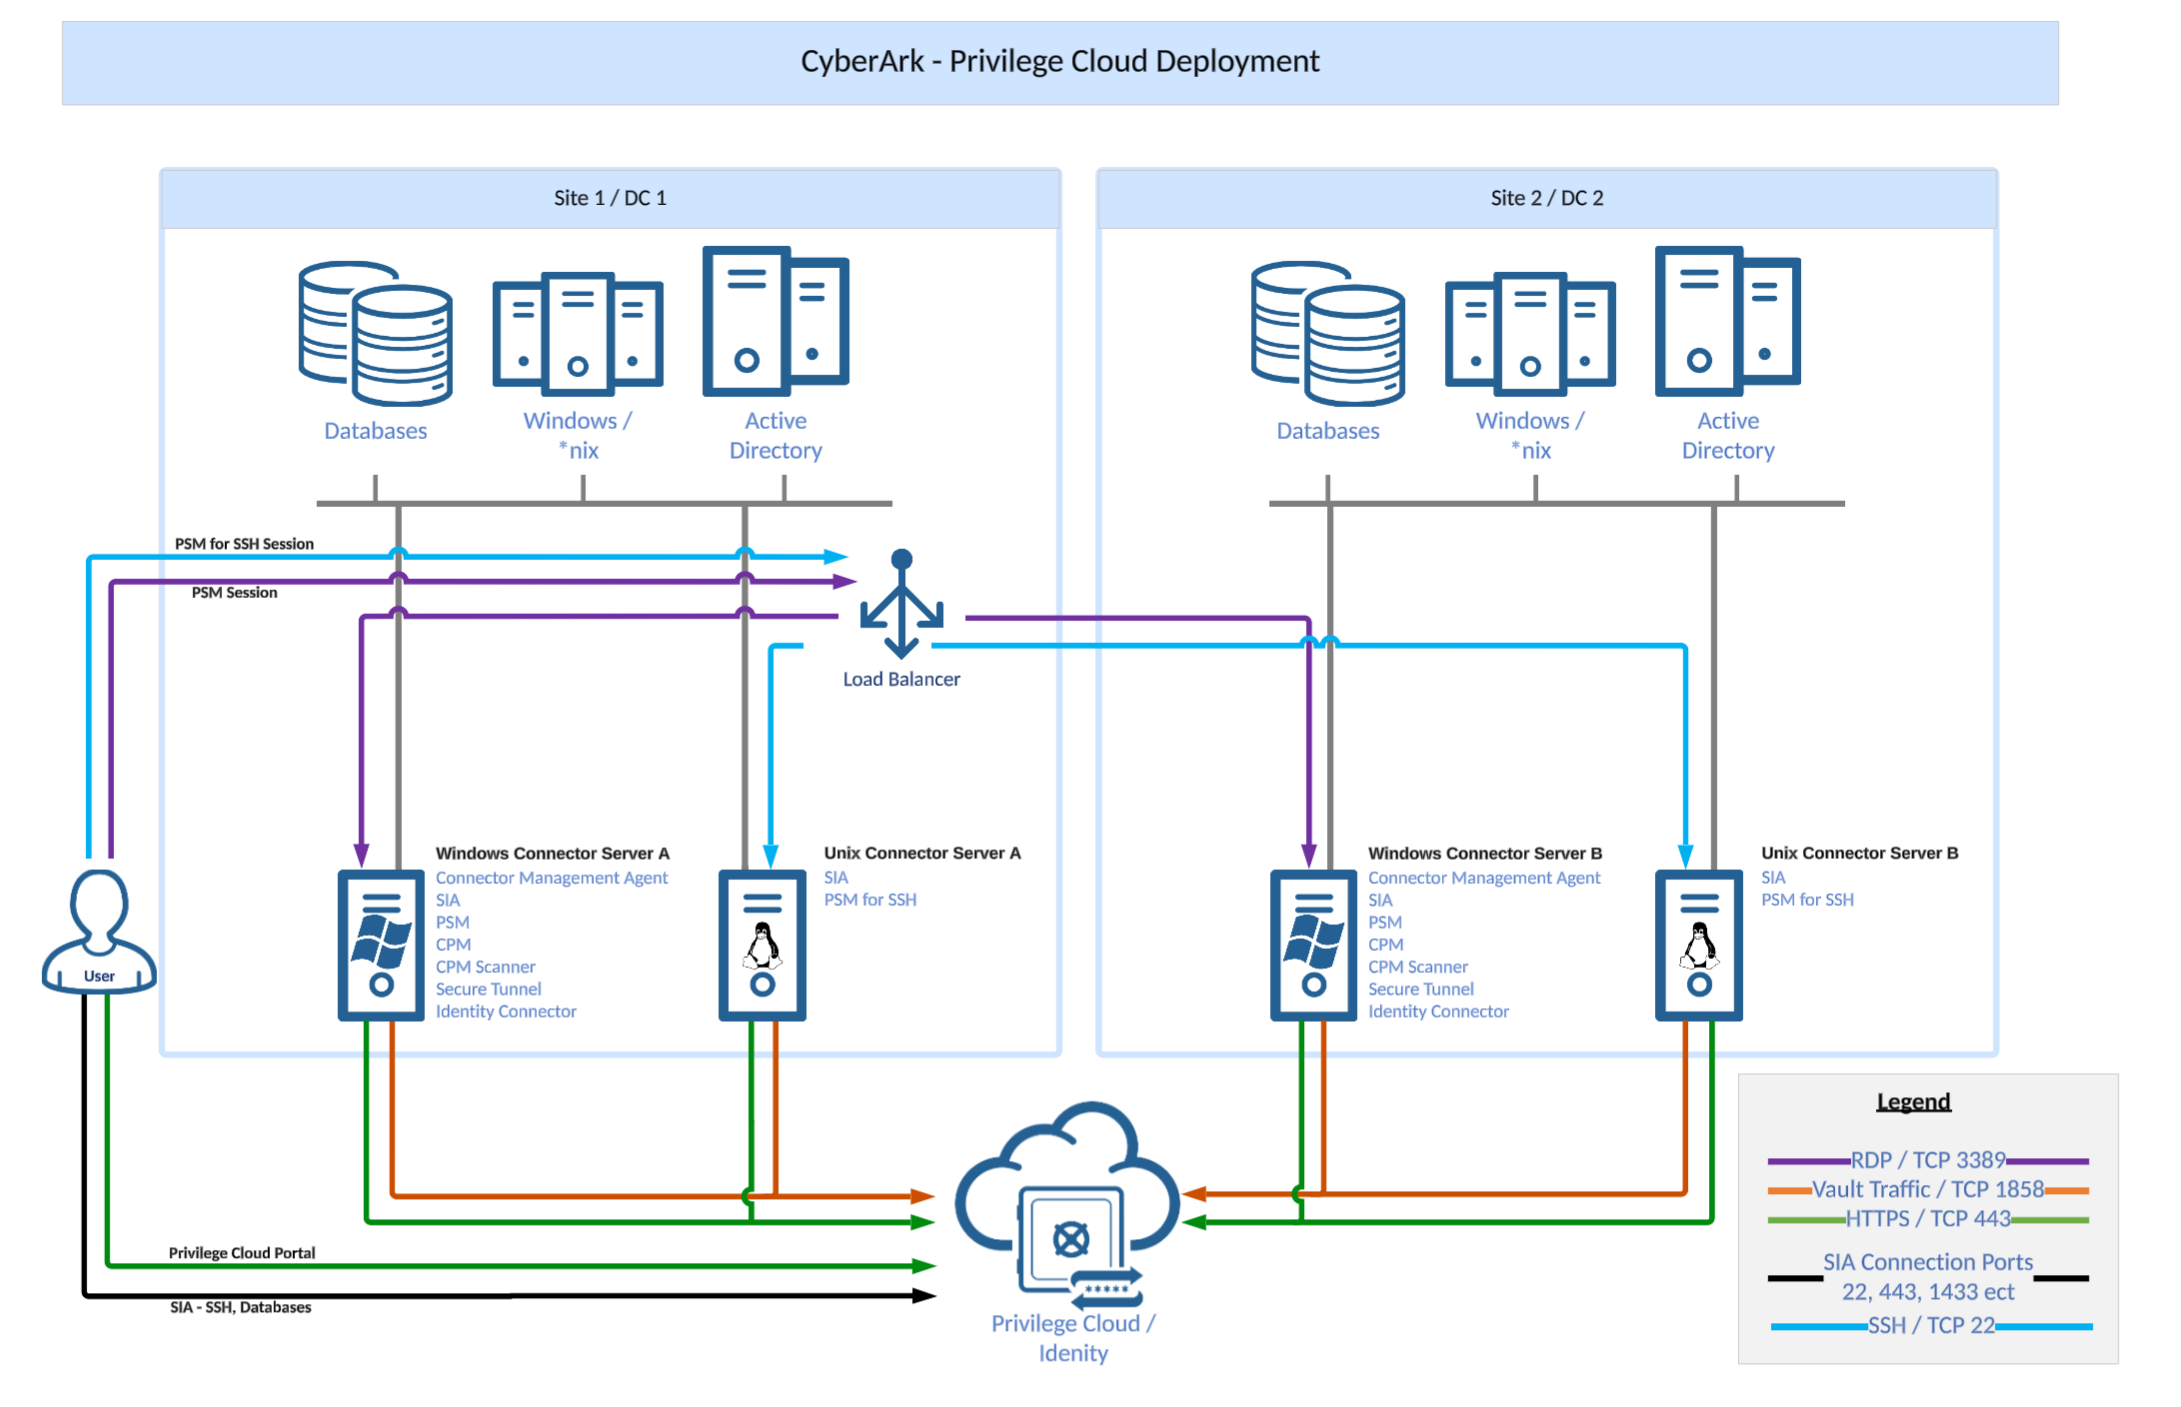 CyberArk - Privilege Cloud Deployment
Site 1 / DC 1
Site 2 / DC 2
Databases
Windows /
*nix
Active
Directory
Databases
Windows /
*nix
Active
Directory
PSM for SSH Session
PSM Session
Load Balancer
Windows Connector Server A
Connector Management Agent
SIA
PSM
CPM
CPM Scanner
Secure Tunnel
Identity Connector
Unix Connector Server A
SIA
PSM for SSH
Windows Connector Server B
Connector Management Agent
SIA
PSM
CPM
CPM Scanner
Secure Tunnel
Identity Connector
Unix Connector Server B
SIA
PSM for SSH
User
Privilege Cloud Portal
SIA - SSH, Databases
*****
Privilege Cloud /
Idenity
Legend
RDP / TCP 3389
Vault Traffic / TCP 1858
HTTPS / TCP 443
SIA Connection Ports
22, 443, 1433 ect
SSH / TCP 22